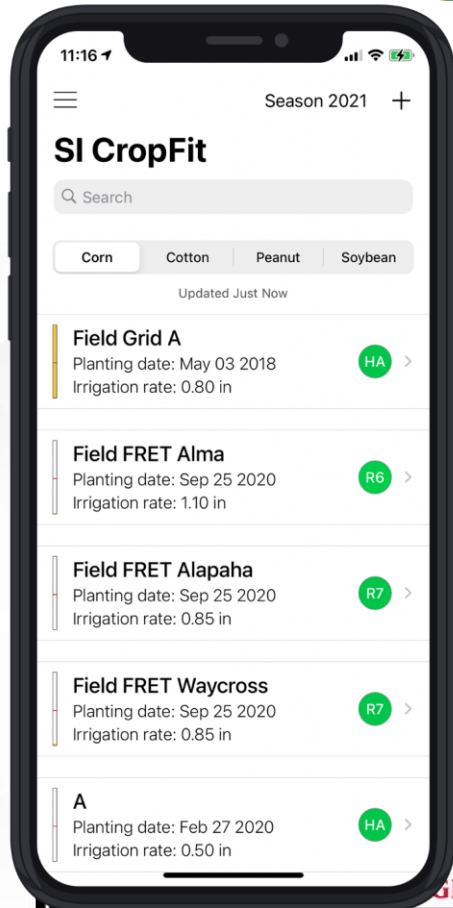 11:16
Season 2021 +
SI CropFit
Search
Corn Cotton Peanut Soybean
Updated Just Now
Field Grid A
Planting date: May 03 2018
Irrigation rate: 0.80 in
HA
Field FRET Alma
Planting date: Sep 25 2020
Irrigation rate: 1.10 in
R6
Field FRET Alapaha
Planting date: Sep 25 2020
Irrigation rate: 0.85 in
R7
Field FRET Waycross
Planting date: Sep 25 2020
Irrigation rate: 0.85 in
R7
A
Planting date: Feb 27 2020
Irrigation rate: 0.50 in
HA